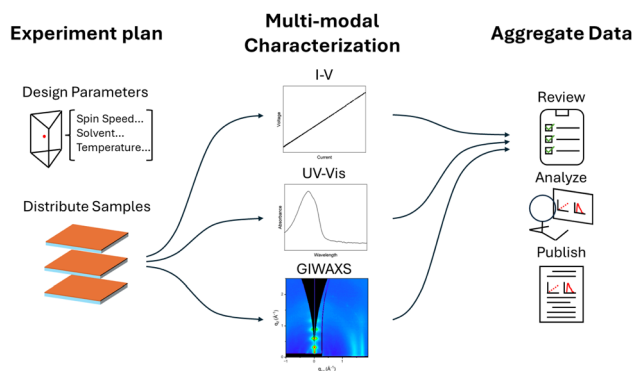 Experiment plan
Multi-modal
Characterization
Aggregate Data
Design Parameters
Spin Speed...
Solvent...
Temperature...
Distribute Samples
I-V
Voltage
Current
UV-Vis
Absorbance
Wavelength
GIWAXS
Review
Analyze
Publish